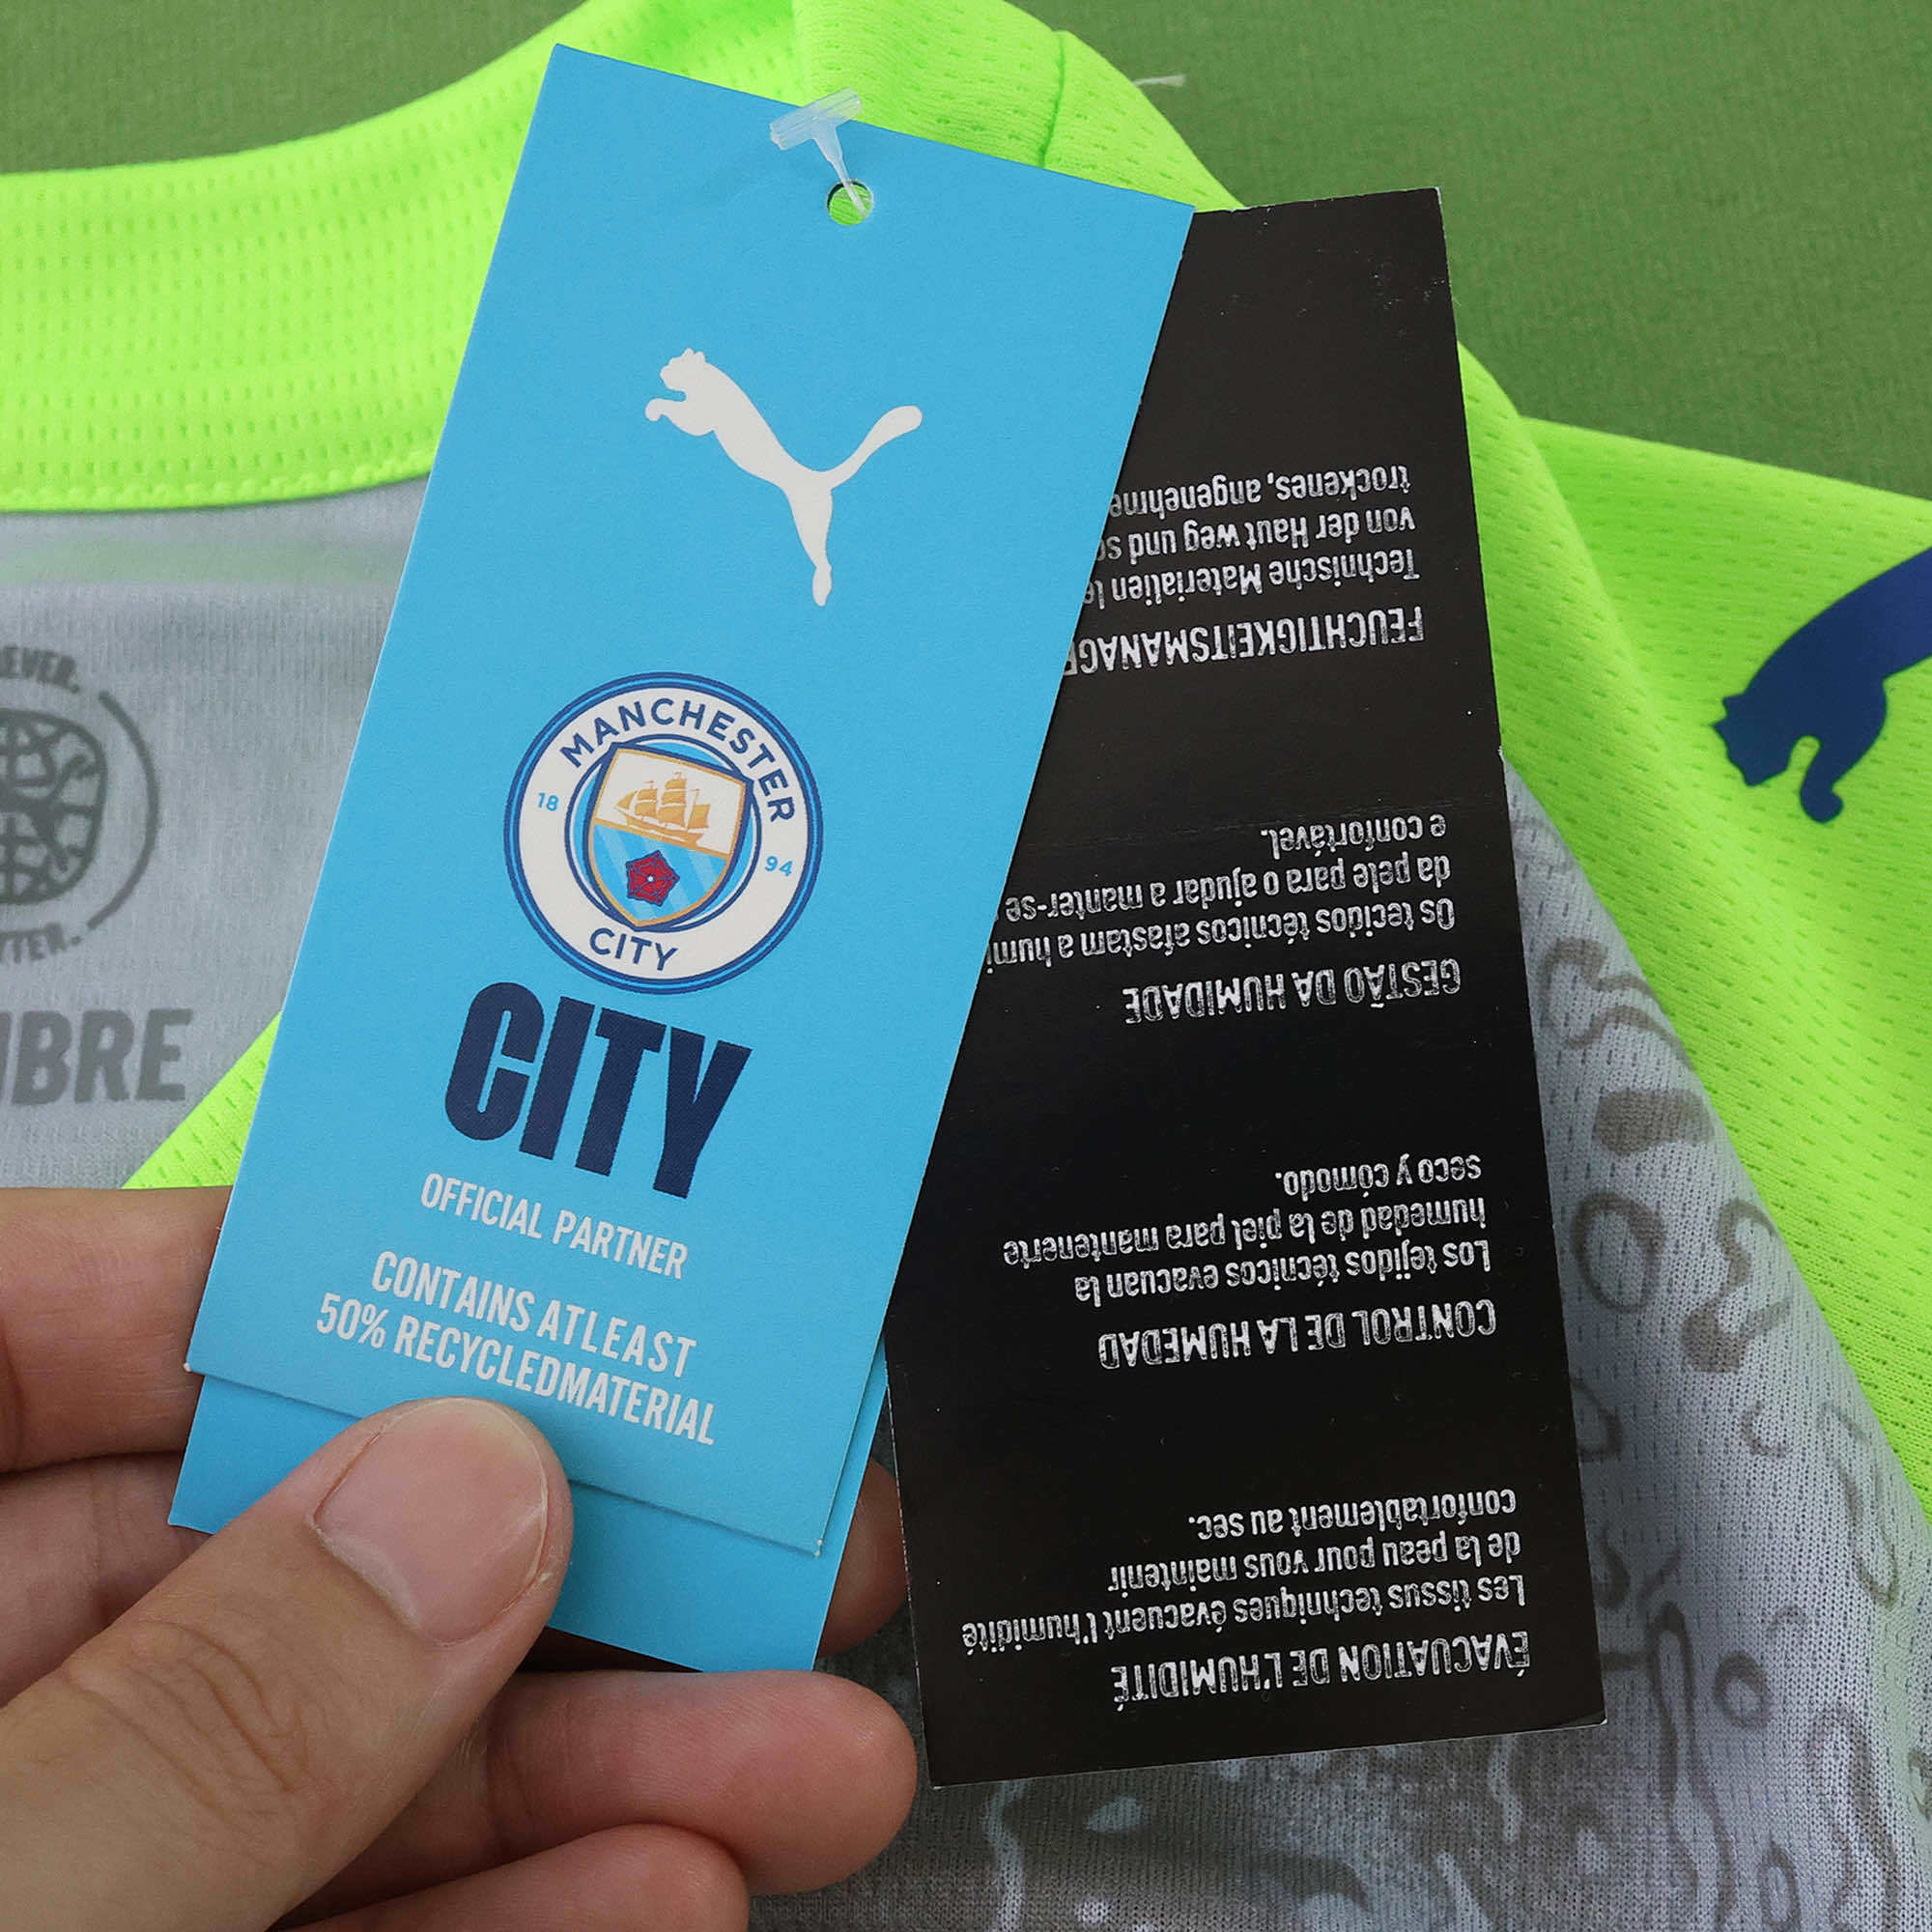 MANCHESTER
18
94
CITY
CITY
OFFICIAL PARTNER
CONTAINS ATLEAST
50% RECYCLEDMATERIAL
ÉVACUATION DE L'HUMIDITÉ
Les tissus techniques évacuent l'humidité
de la peau pour vous maintenir
confortablement au sec.
CONTROL DE LA HUMEDAD
Los tejidos técnicos evacuan la
humedad de la piel para mantenerte
seco y cómodo.
GESTÃO DA HUMIDADE
Os tecidos técnicos afastam a humi
da pele para o ajudar a manter-se
e confortável.
FEUCHTIGKEITSMANAGE
Technische Materialien le
von der Haut weg und so
trockenes, angenehme
EVER.
TTER.
BRE